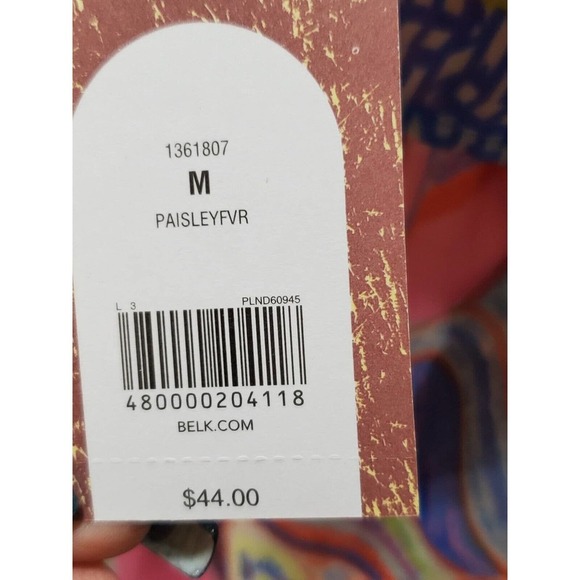 1361807
M
PAISLEYFVR
L 3 PLND60945
480000204118
BELK.COM
$44.00